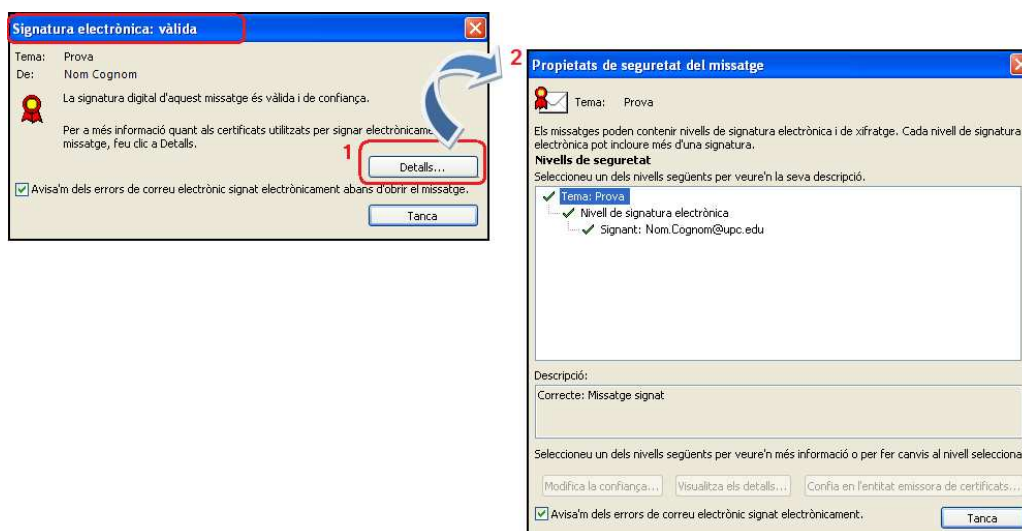 Signatura electrònica: vàlida
Tema: Prova
De: Nom Cognom
La signatura digital d'aquest missatge és vàlida i de confiança.
Per a més informació quant als certificats utilitzats per signar electrònicame
missatge, feu clic a Detalls.
1
Detalls...
Avisa'm dels errors de correu electrònic signat electrònicament abans d'obrir el missatge.
Tanca
2
Propietats de seguretat del missatge
Tema: Prova
Els missatges poden contenir nivells de signatura electrònica i de xifratge. Cada nivell de signatura
electrònica pot incloure més d'una signatura.
Nivells de seguretat
Seleccioneu un dels nivells següents per veure'n la seva descripció.
Tema: Prova
Nivell de signatura electrònica
Signant: Nom.Cognom@upc.edu
Descripció:
Correcte: Missatge signat
Seleccioneu un dels nivells següents per veure'n més informació o per fer canvis al nivell selecciona
Modifica la confiança... Visualitza els detalls... Confia en l'entitat emissora de certificats...
Avisa'm dels errors de correu electrònic signat electrònicament.
Tanca